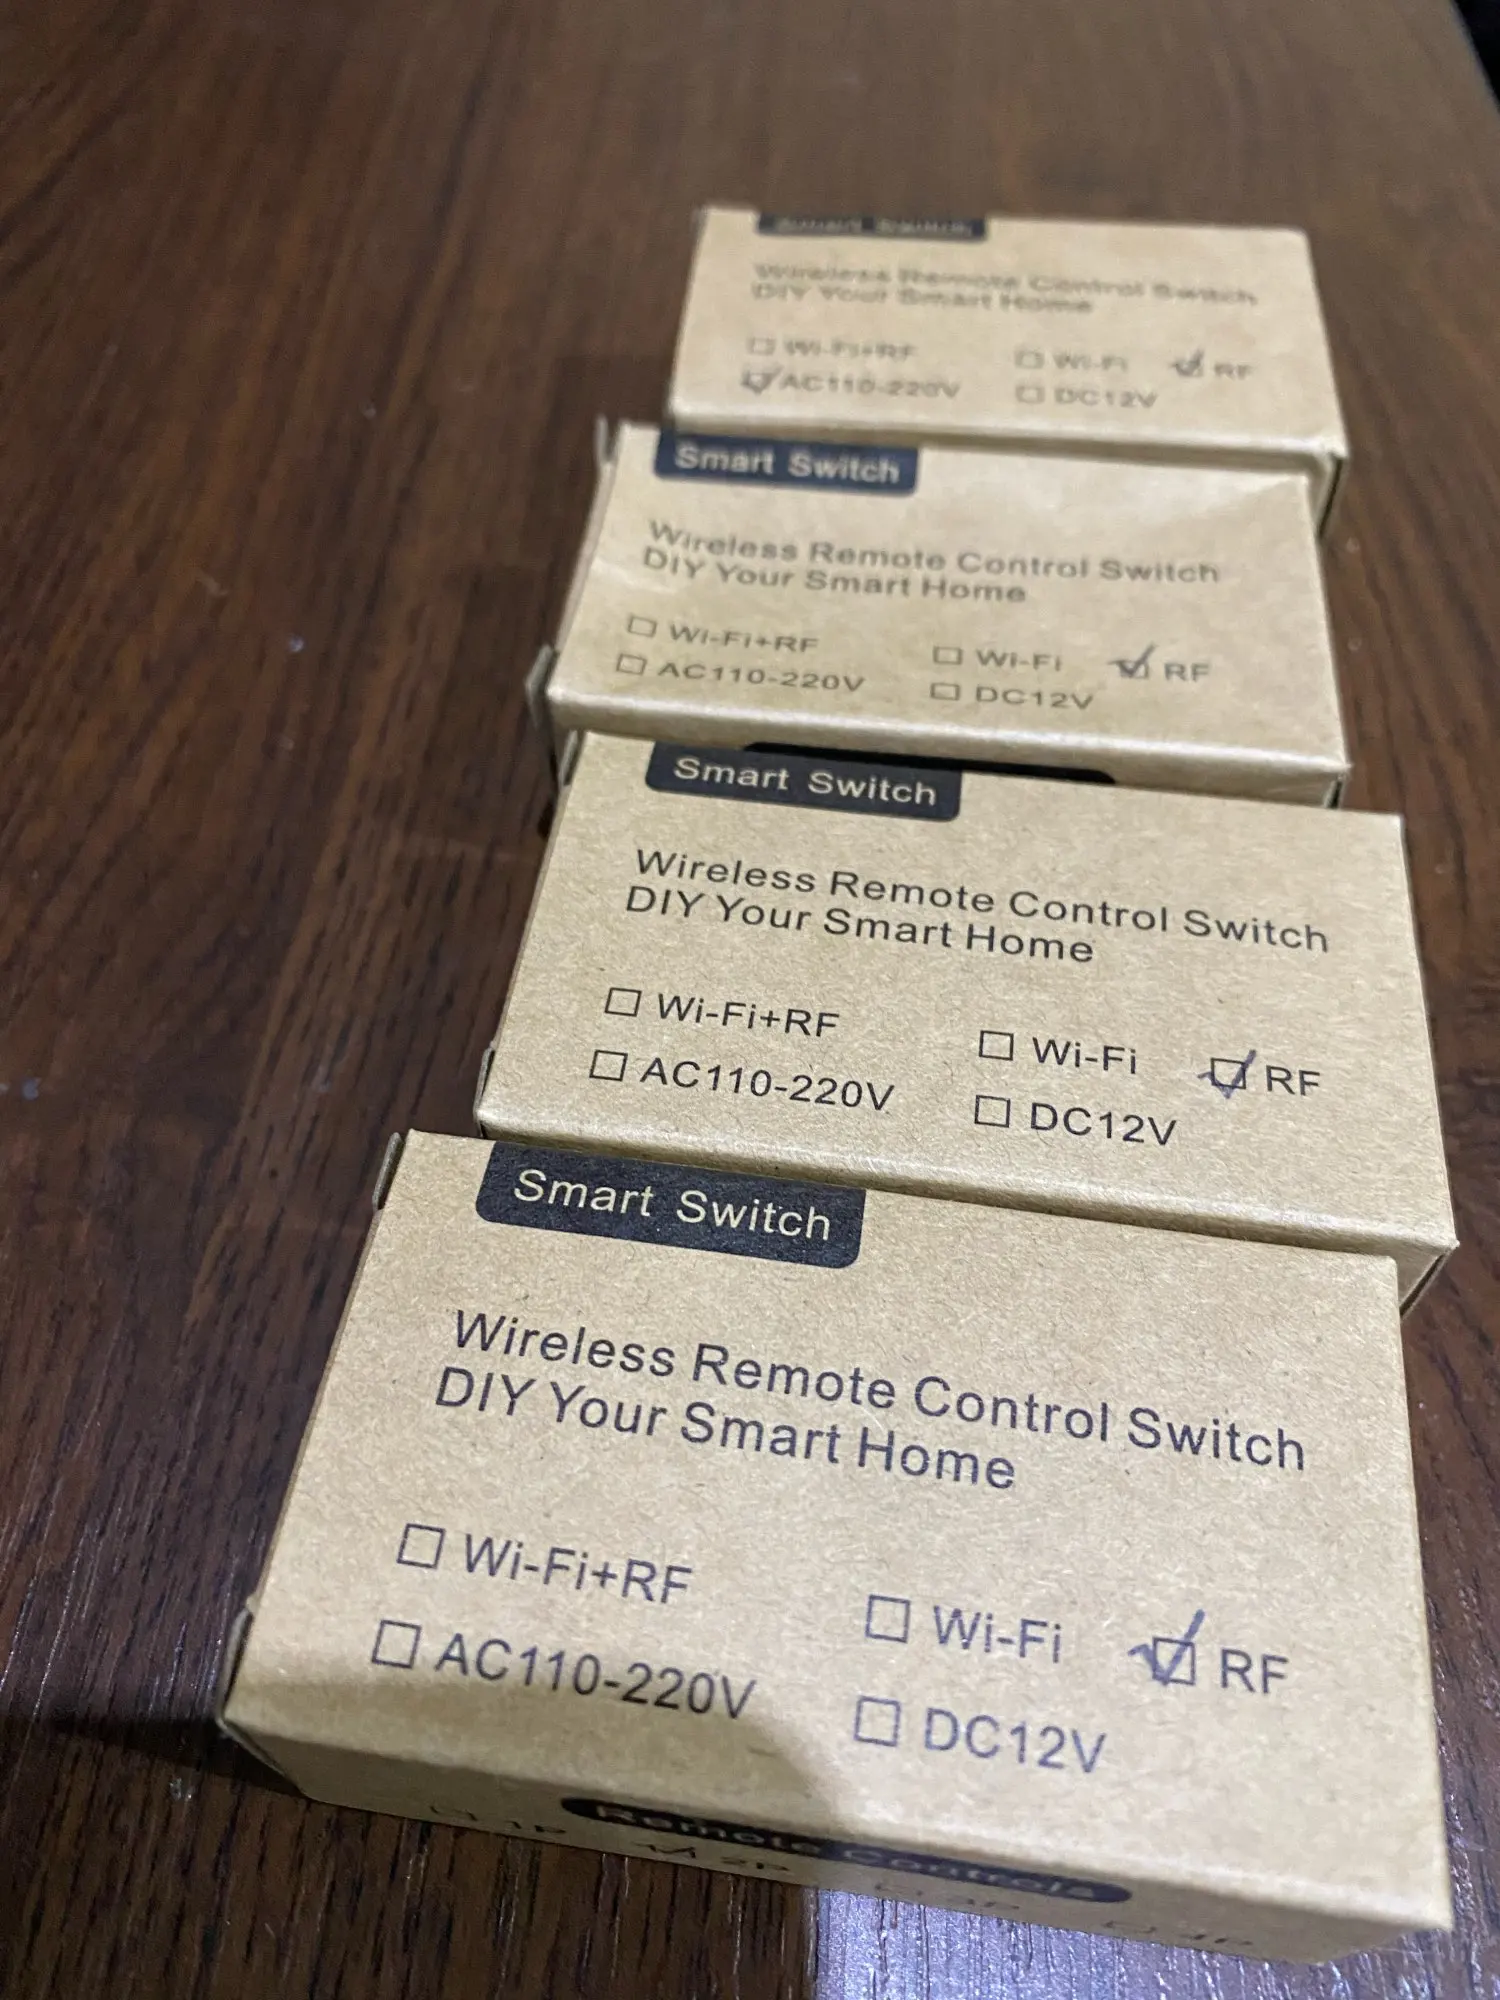 Smart Switch
Wireless Remote Control Switch
DIY Your Smart Home
☐ Wi-Fi+RF ☐ Wi-Fi ☑ RF
☑ AC110-220V ☐ DC12V
Smart Switch
Wireless Remote Control Switch
DIY Your Smart Home
☐ Wi-Fi+RF ☐ Wi-Fi ☑ RF
☐ AC110-220V ☐ DC12V
Smart Switch
Wireless Remote Control Switch
DIY Your Smart Home
☐ Wi-Fi+RF ☐ Wi-Fi ☑ RF
☐ AC110-220V ☐ DC12V
Smart Switch
Wireless Remote Control Switch
DIY Your Smart Home
☐ Wi-Fi+RF ☐ Wi-Fi ☑ RF
☐ AC110-220V ☐ DC12V
Remote Controls
☐ 1P ☑ 2P ☐ 3P ☐ 4P